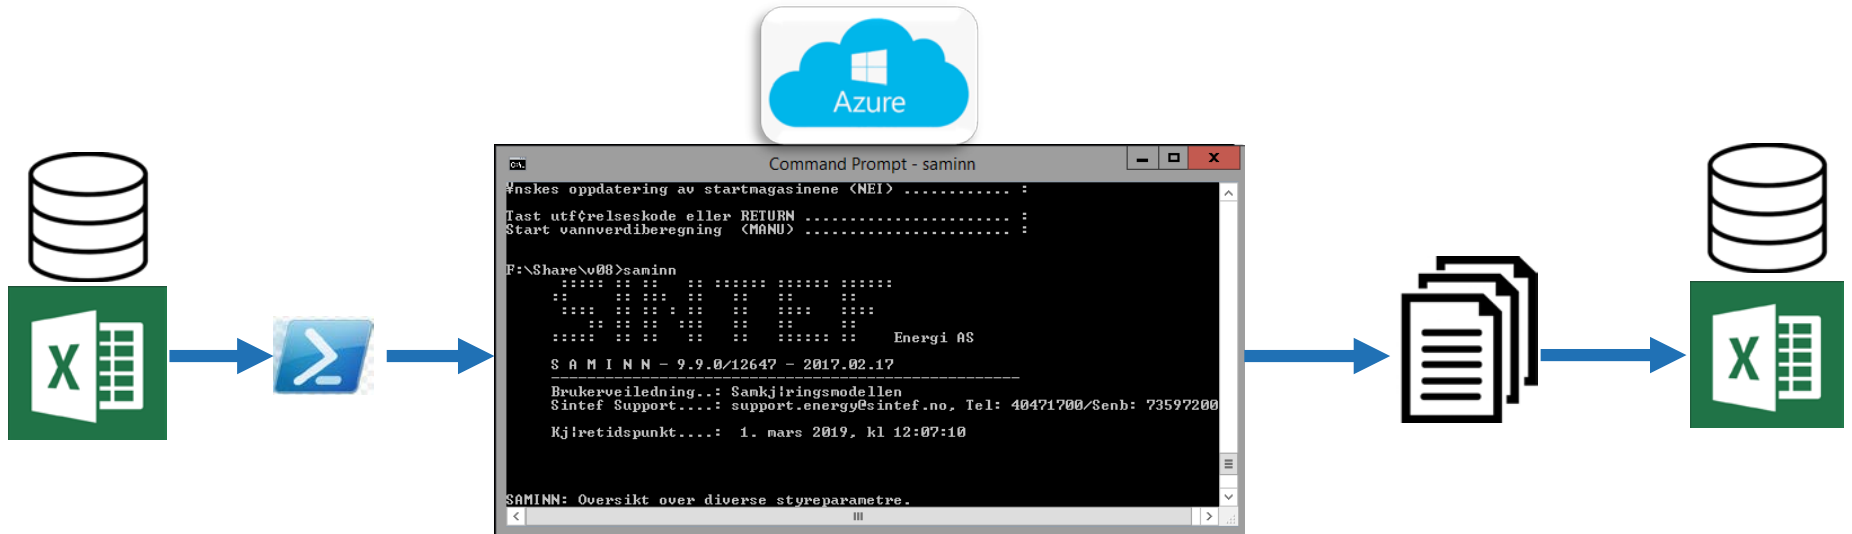 Azure
Command Prompt - saminn
¥nskes oppdatering av startmagasinene (NEI) ............ :
Tast utf¢relseskode eller RETURN ....................... :
Start vannverdiberegning (MANU) ........................ :
F:\Share\v08>saminn
SINTEF
Energi AS
S A M I N N - 9.9.0/12647 - 2017.02.17
----------------------------------------------------
Brukerveiledning..: Samkj¦ringsmodellen
Sintef Support....: support.energy@sintef.no, Tel: 40471700/Senb: 73597200
Kj¦retidspunkt....: 1. mars 2019, kl 12:07:10
SAMINN: Oversikt over diverse styreparametre.